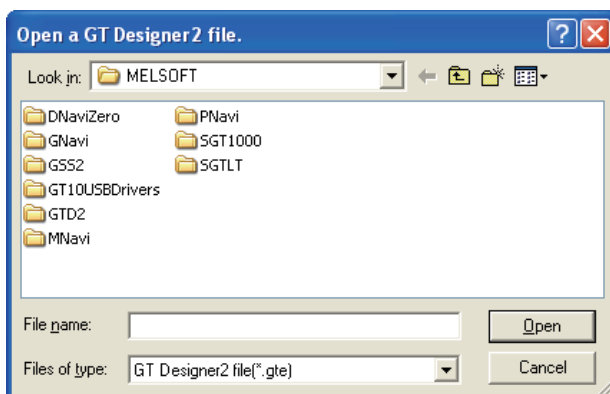 Open a GT Designer2 file.
Look in: MELSOFT
DNaviZero PNavi
GNavi SGT1000
GSS2 SGTLT
GT10USBDrivers
GTD2
MNavi
File name: Open
Files of type: GT Designer2 file(*.gte) Cancel